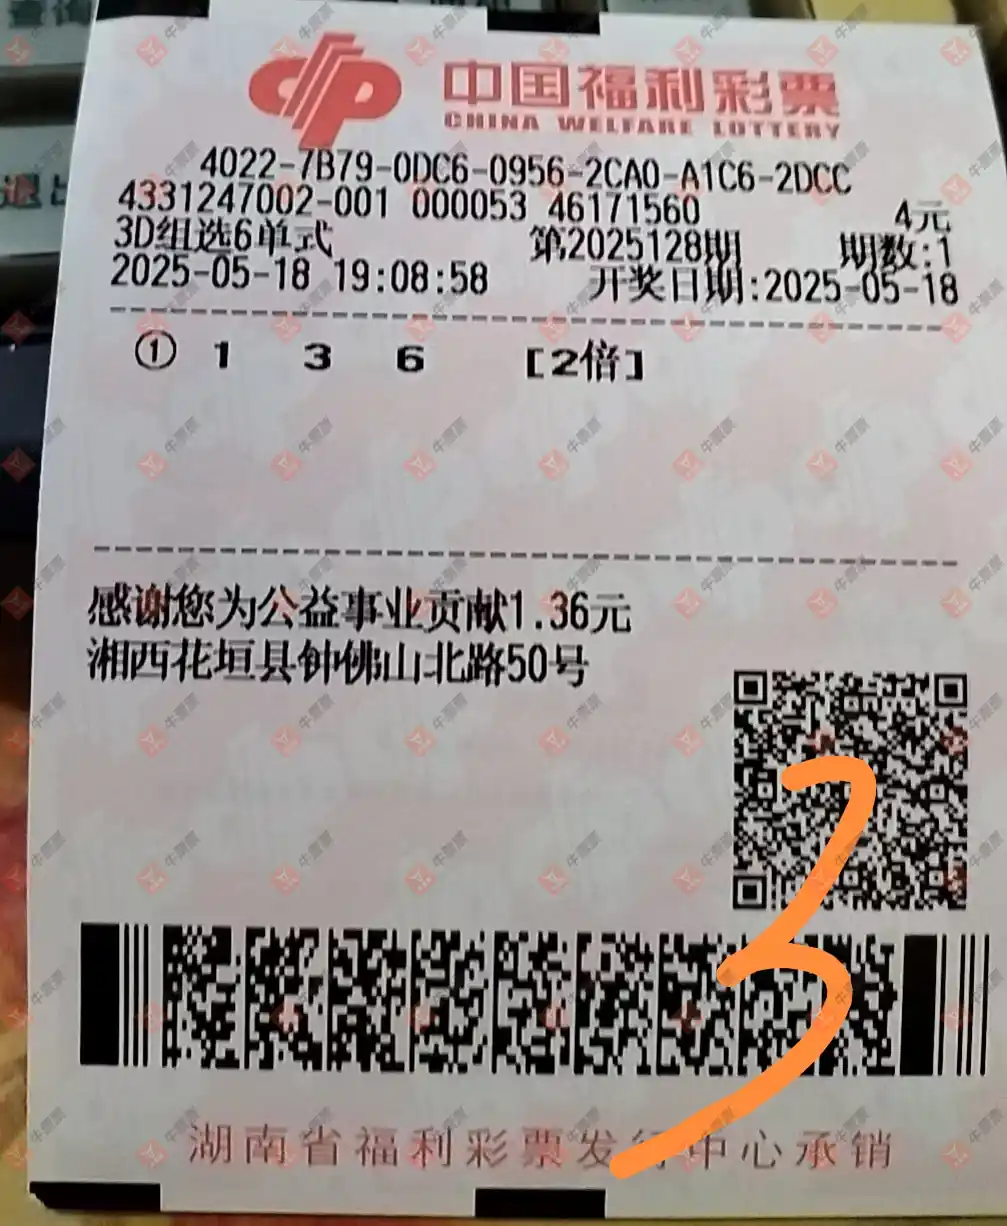 中国福利彩票
CHINA WELFARE LOTTERY
4022-7B79-0DC6-0956-2CA0-A1C6-2DCC
4331247002-001 000053 46171560 4元
3D组选6单式 第2025128期 期数:1
2025-05-18 19:08:58 开奖日期:2025-05-18
① 1 3 6 [2倍]
感谢您为公益事业贡献1.36元
湘西花垣县钟佛山北路50号
3
湖南省福利彩票发行中心承销
牛票票